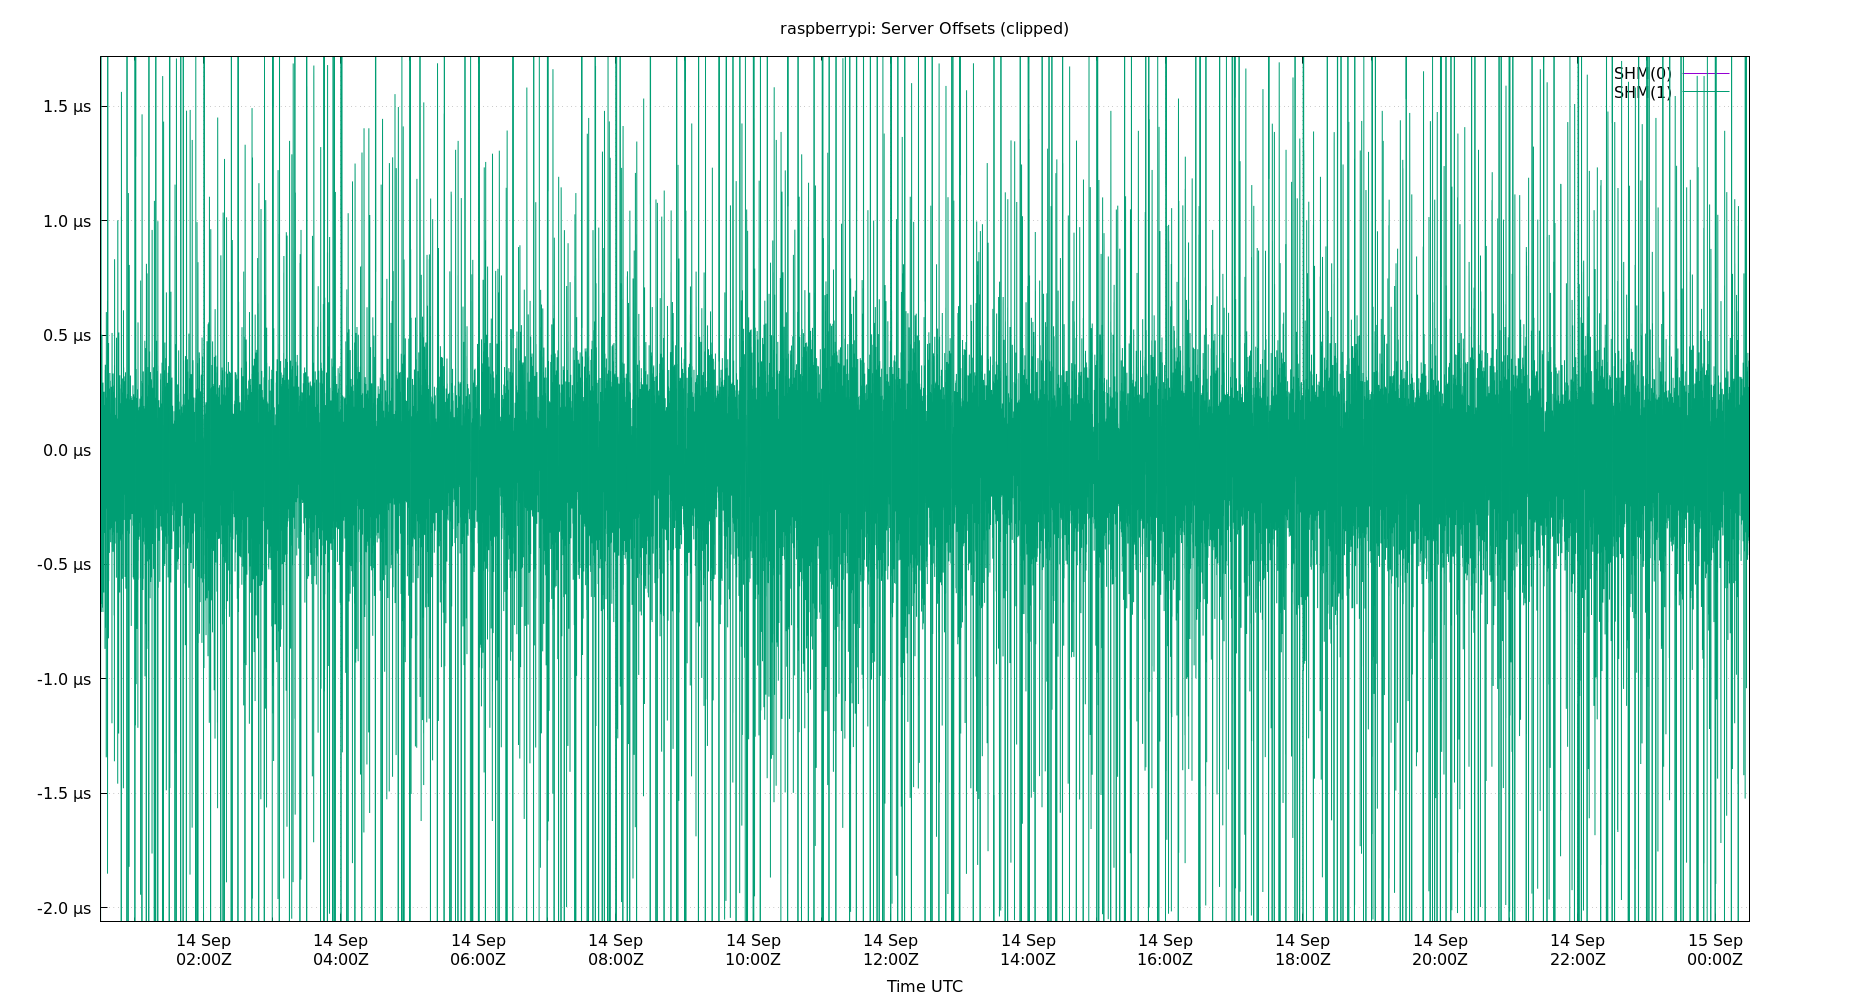 raspberrypi: Server Offsets (clipped)
SHM(0)
SHM(1)
1.5 µs
1.0 µs
0.5 µs
0.0 µs
-0.5 µs
-1.0 µs
-1.5 µs
-2.0 µs
14 Sep 14 Sep 14 Sep 14 Sep 14 Sep 14 Sep 14 Sep 14 Sep 14 Sep 14 Sep 14 Sep 15 Sep
02:00Z 04:00Z 06:00Z 08:00Z 10:00Z 12:00Z 14:00Z 16:00Z 18:00Z 20:00Z 22:00Z 00:00Z
Time UTC